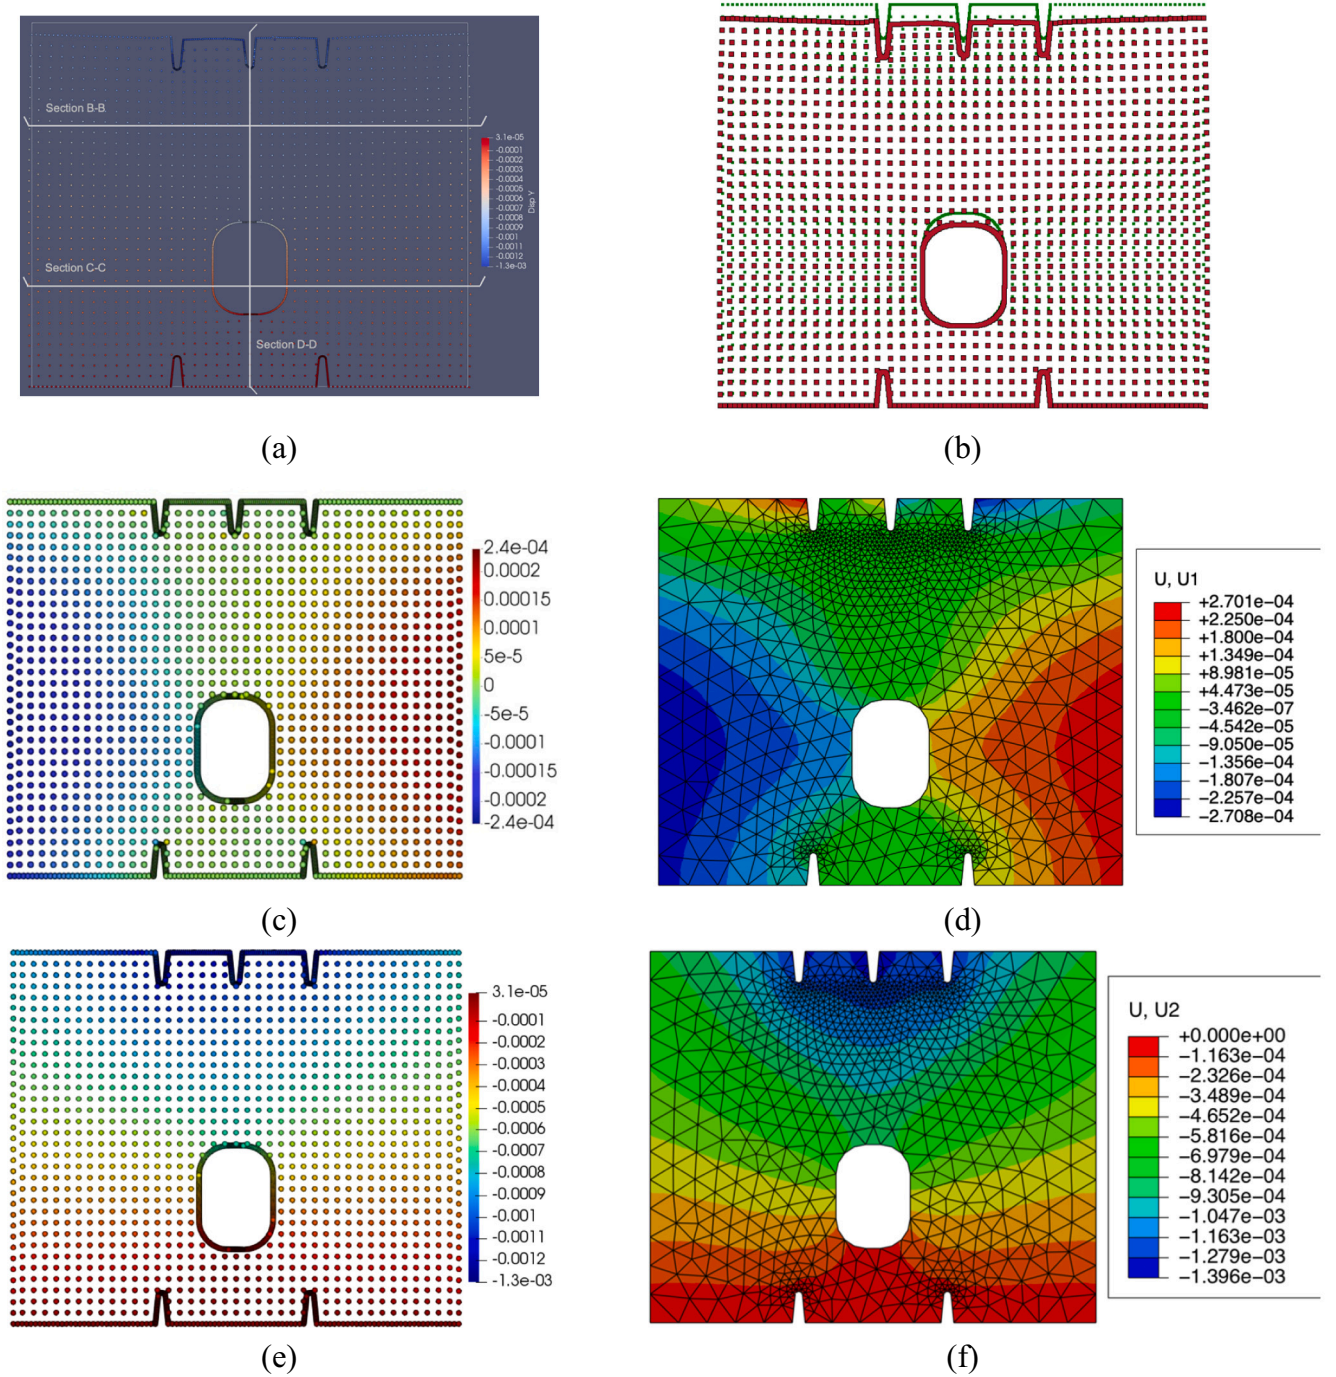 Section B-B
3.1e-05
-0.0001
-0.0002
-0.0003
-0.0004
-0.0005
-0.0006
-0.0007
-0.0008
-0.0009
-0.001
-0.0011
-0.0012
-1.3e-03
Disp Y
Section C-C
Section D-D
(a)
(b)
2.4e-04
0.0002
0.00015
0.0001
5e-5
0
-5e-5
-0.0001
-0.00015
-0.0002
-2.4e-04
(c)
U, U1
+2.701e-04
+2.250e-04
+1.800e-04
+1.349e-04
+8.981e-05
+4.473e-05
-3.462e-07
-4.542e-05
-9.050e-05
-1.356e-04
-1.807e-04
-2.257e-04
-2.708e-04
(d)
3.1e-05
-0.0001
-0.0002
-0.0003
-0.0004
-0.0005
-0.0006
-0.0007
-0.0008
-0.0009
-0.001
-0.0011
-0.0012
-1.3e-03
(e)
U, U2
+0.000e+00
-1.163e-04
-2.326e-04
-3.489e-04
-4.652e-04
-5.816e-04
-6.979e-04
-8.142e-04
-9.305e-04
-1.047e-03
-1.163e-03
-1.279e-03
-1.396e-03
(f)